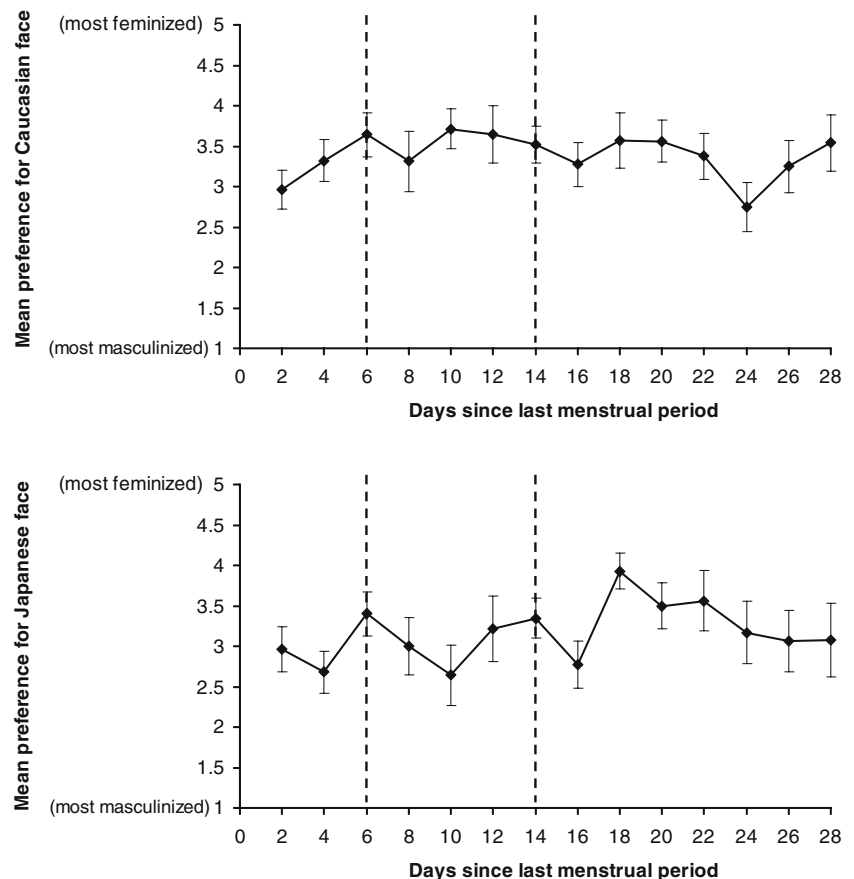 Mean preference for Caucasian face
(most feminized) 5
4.5
4
3.5
3
2.5
2
1.5
(most masculinized) 1
0 2 4 6 8 10 12 14 16 18 20 22 24 26 28
Days since last menstrual period
Mean preference for Japanese face
(most feminized) 5
4.5
4
3.5
3
2.5
2
1.5
(most masculinized) 1
0 2 4 6 8 10 12 14 16 18 20 22 24 26 28
Days since last menstrual period